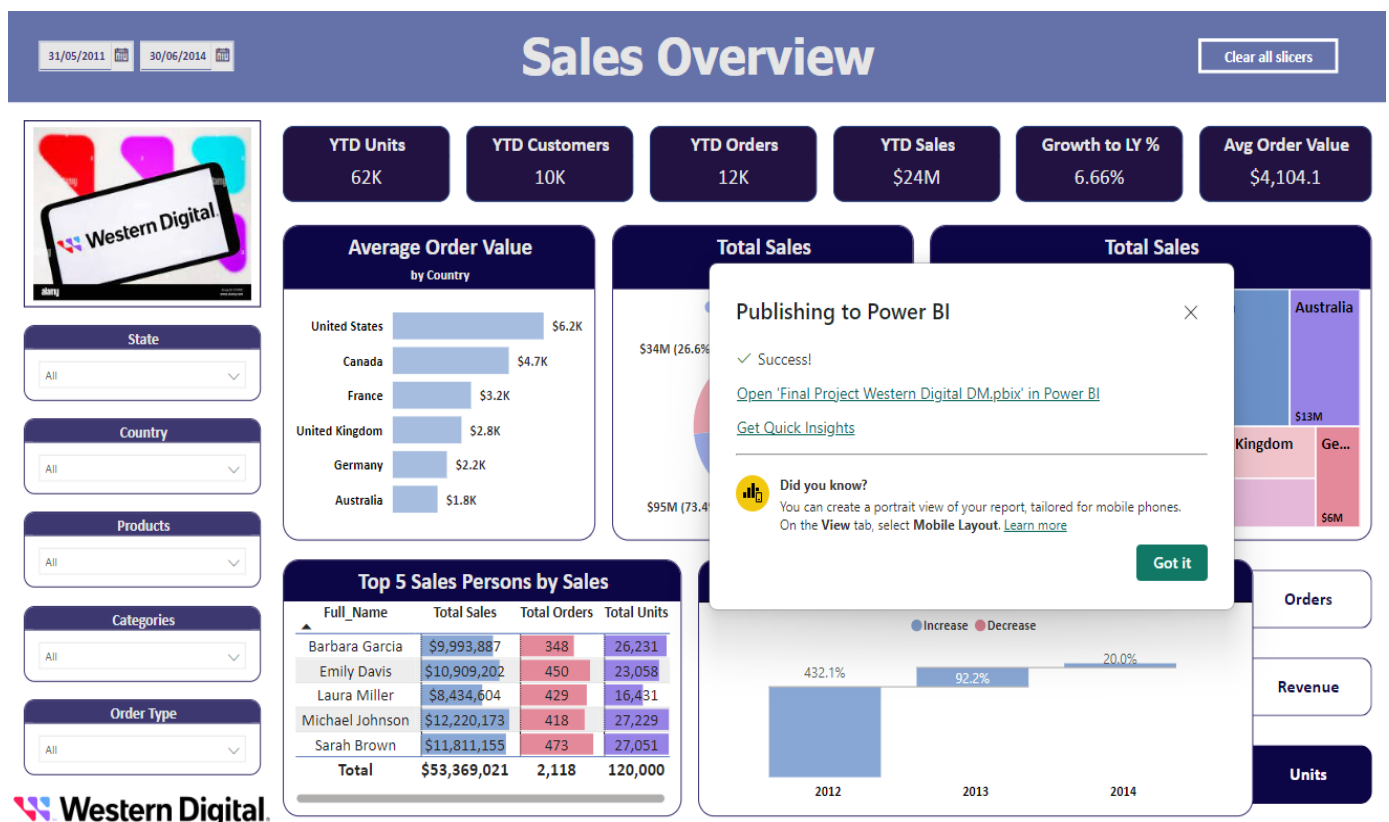 31/05/2011
30/06/2014
Sales Overview
Clear all slicers
Western Digital.
alamy
YTD Units
62K
YTD Customers
10K
YTD Orders
12K
YTD Sales
$24M
Growth to LY %
6.66%
Avg Order Value
$4,104.1
State
All
Country
All
Products
All
Categories
All
Order Type
All
Western Digital.
Average Order Value
by Country
United States
$6.2K
Canada
$4.7K
France
$3.2K
United Kingdom
$2.8K
Germany
$2.2K
Australia
$1.8K
Total Sales
$34M (26.6%
$95M (73.4
Total Sales
Australia
$13M
Kingdom
Ge...
$6M
Publishing to Power BI
Success!
Open 'Final Project Western Digital DM.pbix' in Power BI
Get Quick Insights
Did you know?
You can create a portrait view of your report, tailored for mobile phones.
On the View tab, select Mobile Layout. Learn more
Got it
Top 5 Sales Persons by Sales
Full_Name Total Sales Total Orders Total Units
Barbara Garcia $9,993,887 348 26,231
Emily Davis $10,909,202 450 23,058
Laura Miller $8,434,604 429 16,431
Michael Johnson $12,220,173 418 27,229
Sarah Brown $11,811,155 473 27,051
Total $53,369,021 2,118 120,000
Increase Decrease
432.1%
92.2%
20.0%
2012 2013 2014
Orders
Revenue
Units